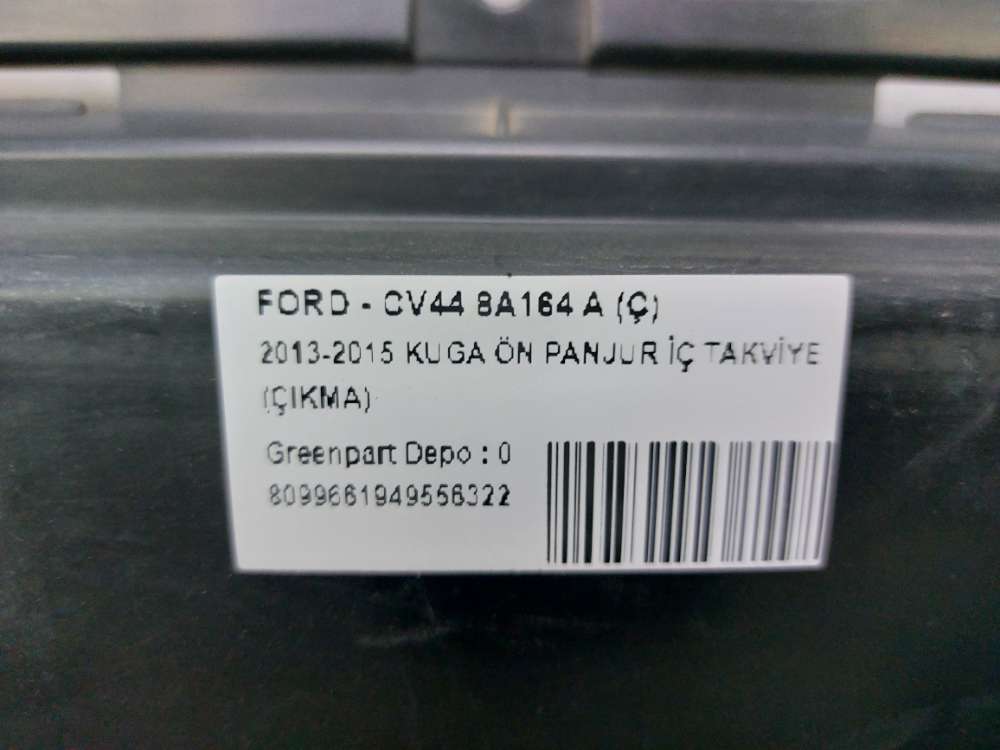 FORD - CV44 8A164 A (Ç)
2013-2015 KUGA ÖN PANJUR İÇ TAKVİYE
(ÇIKMA)
Greenpart Depo : 0
8099661949556322